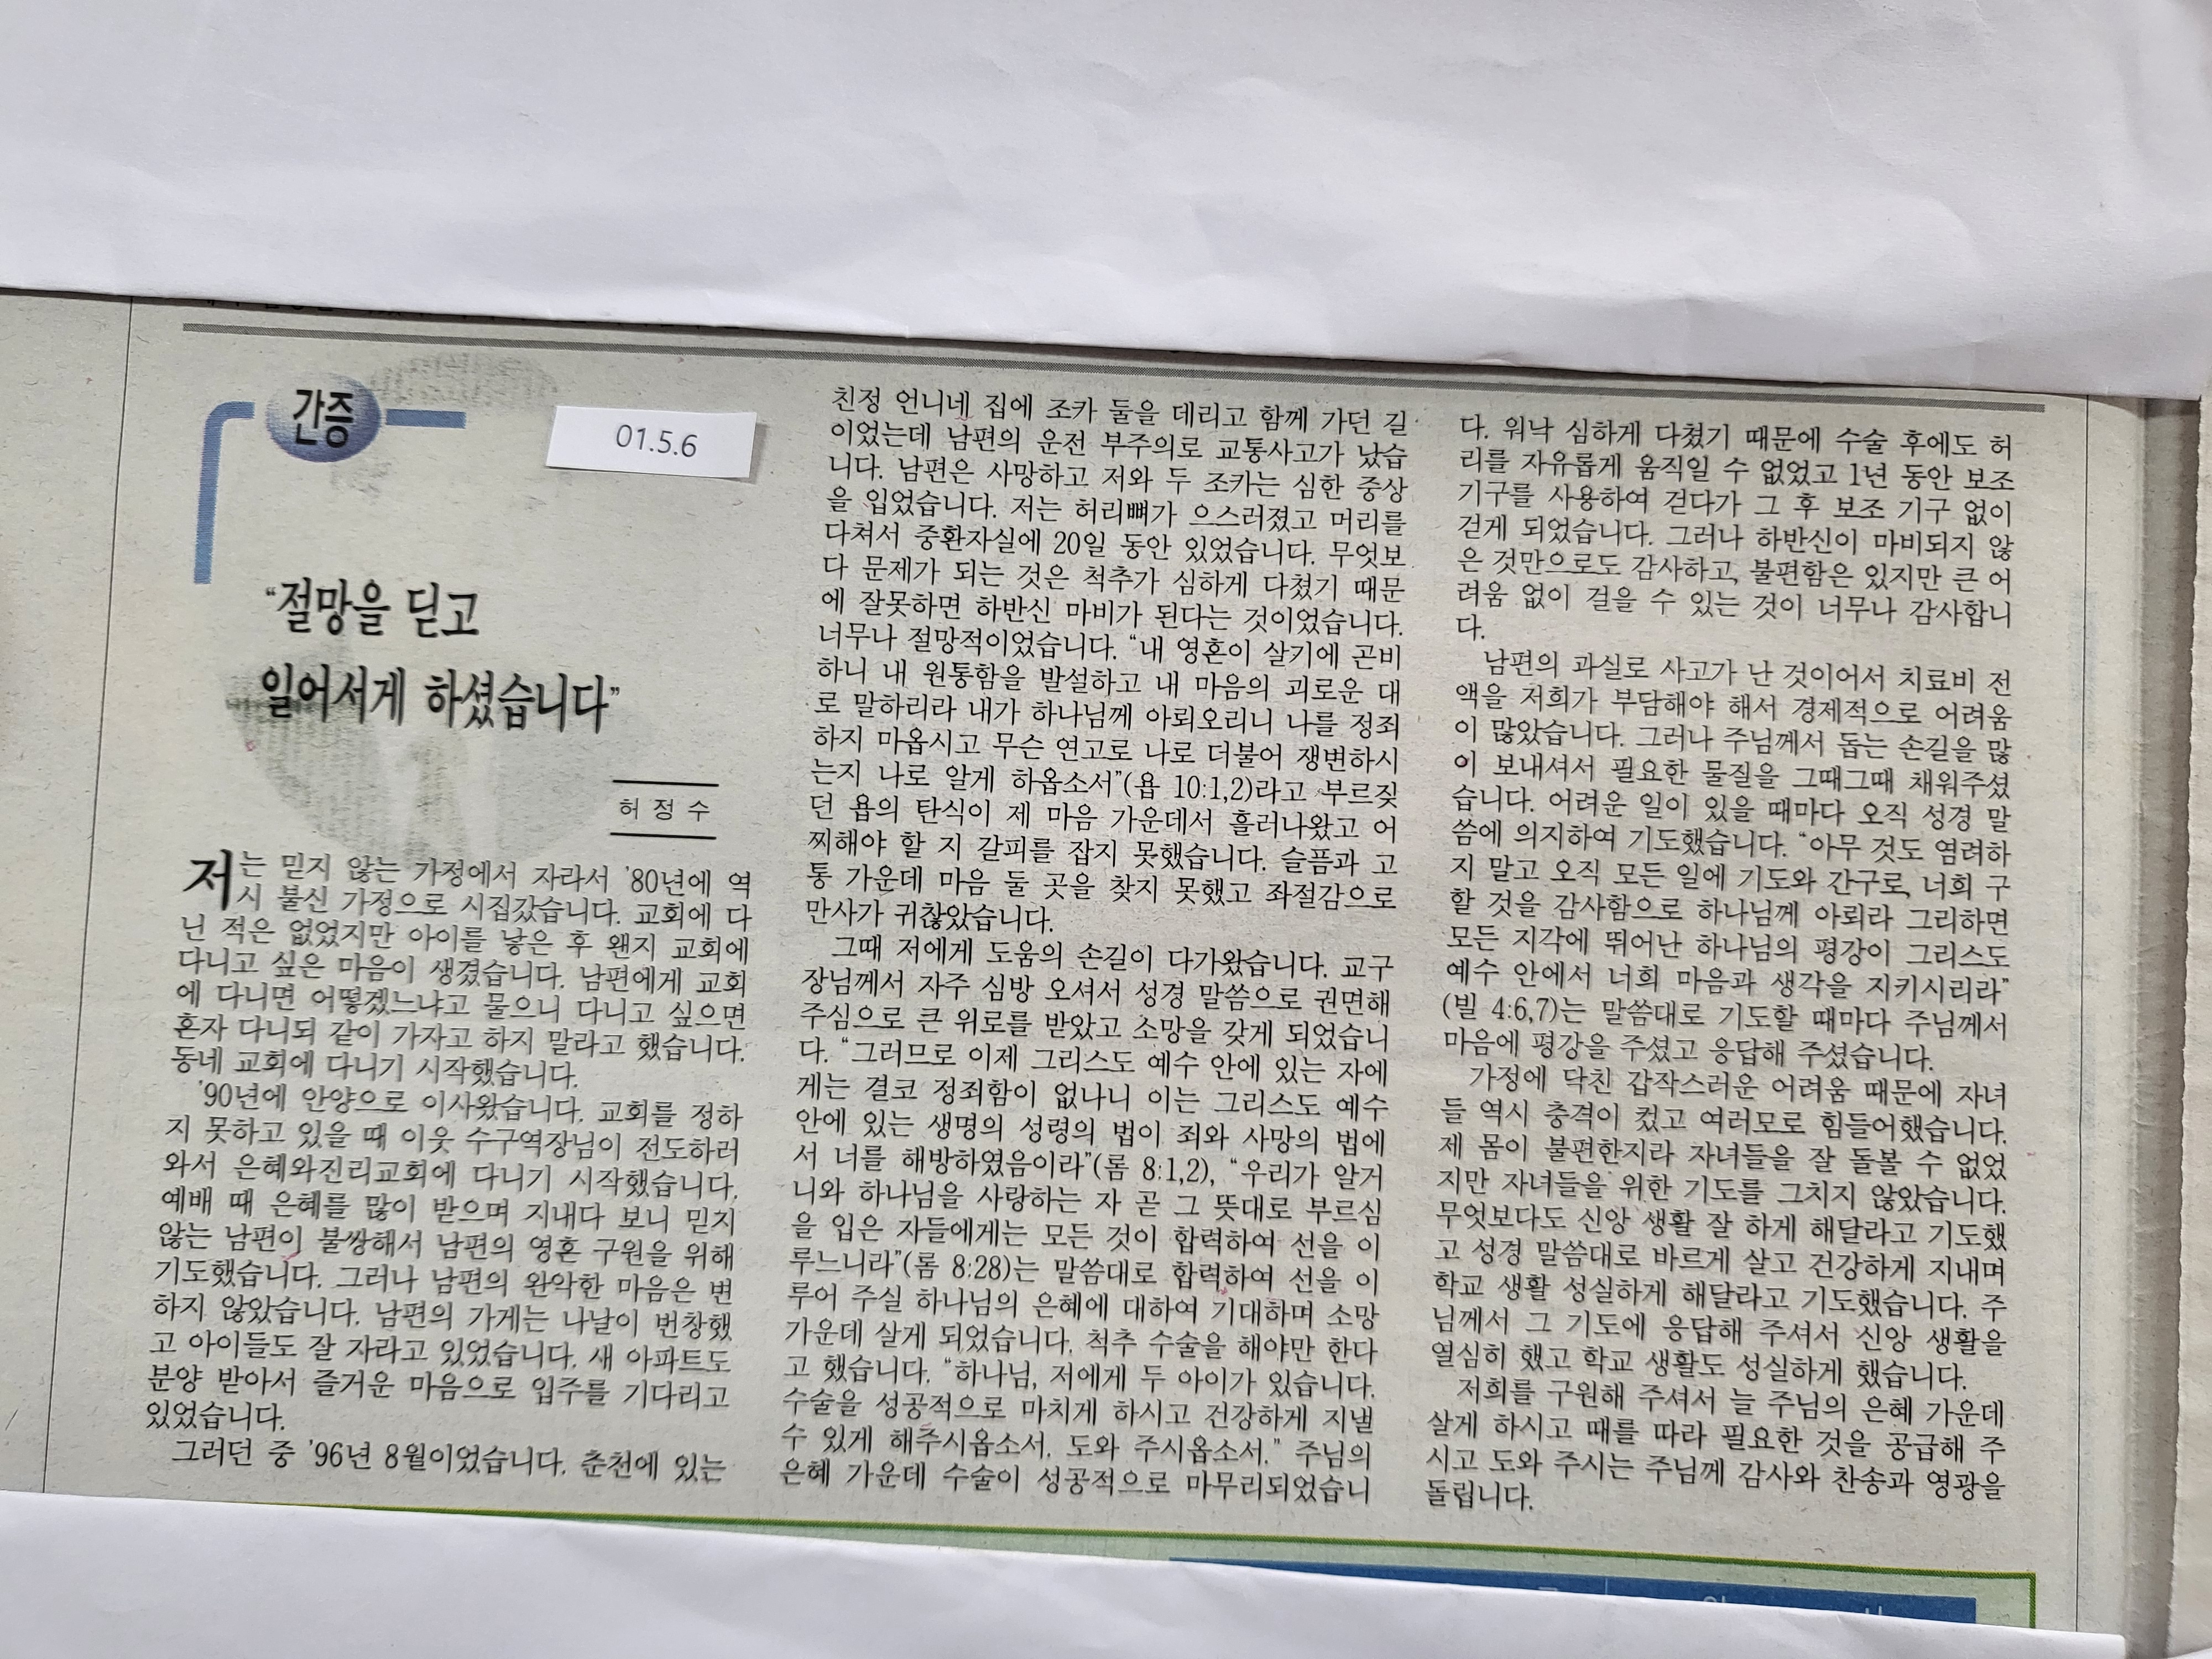 간증
01.5.6
“절망을 딛고
일어서게 하셨습니다”
허 정 수
저는 믿지 않는 가정에서 자라서 '80년에 역
시 불신 가정으로 시집갔습니다. 교회에 다
닌 적은 없었지만 아이를 낳은 후 왠지 교회에
다니고 싶은 마음이 생겼습니다. 남편에게 교회
에 다니면 어떻겠느냐고 물으니 다니고 싶으면
혼자 다니되 같이 가자고 하지 말라고 했습니다.
동네 교회에 다니기 시작했습니다.
'90년에 안양으로 이사왔습니다. 교회를 정하
지 못하고 있을 때 이웃 수구역장님이 전도하러
와서 은혜와진리교회에 다니기 시작했습니다.
예배 때 은혜를 많이 받으며 지내다 보니 믿지
않는 남편이 불쌍해서 남편의 영혼 구원을 위해
기도했습니다. 그러나 남편의 완악한 마음은 변
하지 않았습니다. 남편의 가게는 나날이 번창했
고 아이들도 잘 자라고 있었습니다. 새 아파트도
분양 받아서 즐거운 마음으로 입주를 기다리고
있었습니다.
그러던 중 '96년 8월이었습니다. 춘천에 있는
친정 언니네 집에 조카 둘을 데리고 함께 가던 길
이었는데 남편의 운전 부주의로 교통사고가 났습
니다. 남편은 사망하고 저와 두 조카는 심한 중상
을 입었습니다. 저는 허리뼈가 으스러졌고 머리를
다쳐서 중환자실에 20일 동안 있었습니다. 무엇보
다 문제가 되는 것은 척추가 심하게 다쳤기 때문
에 잘못하면 하반신 마비가 된다는 것이었습니다.
너무나 절망적이었습니다. “내 영혼이 살기에 곤비
하니 내 원통함을 발설하고 내 마음의 괴로운 대
로 말하리라 내가 하나님께 아뢰오리니 나를 정죄
하지 마옵시고 무슨 연고로 나로 더불어 쟁변하시
는지 나로 알게 하옵소서”(욥 10:1,2)라고 부르짖
던 욥의 탄식이 제 마음 가운데서 흘러나왔고 어
찌해야 할 지 갈피를 잡지 못했습니다. 슬픔과 고
통 가운데 마음 둘 곳을 찾지 못했고 좌절감으로
만사가 귀찮았습니다.
그때 저에게 도움의 손길이 다가왔습니다. 교구
장님께서 자주 심방 오셔서 성경 말씀으로 권면해
주심으로 큰 위로를 받았고 소망을 갖게 되었습니
다. “그러므로 이제 그리스도 예수 안에 있는 자에
게는 결코 정죄함이 없나니 이는 그리스도 예수
안에 있는 생명의 성령의 법이 죄와 사망의 법에
서 너를 해방하였음이라”(롬 8:1,2), “우리가 알거
니와 하나님을 사랑하는 자 곧 그 뜻대로 부르심
을 입은 자들에게는 모든 것이 합력하여 선을 이
루느니라”(롬 8:28)는 말씀대로 합력하여 선을 이
루어 주실 하나님의 은혜에 대하여 기대하며 소망
가운데 살게 되었습니다. 척추 수술을 해야만 한다
고 했습니다. “하나님, 저에게 두 아이가 있습니다.
수술을 성공적으로 마치게 하시고 건강하게 지낼
수 있게 해주시옵소서. 도와 주시옵소서.” 주님의
은혜 가운데 수술이 성공적으로 마무리되었습니
다. 워낙 심하게 다쳤기 때문에 수술 후에도 허
리를 자유롭게 움직일 수 없었고 1년 동안 보조
기구를 사용하여 걷다가 그 후 보조 기구 없이
걷게 되었습니다. 그러나 하반신이 마비되지 않
은 것만으로도 감사하고, 불편함은 있지만 큰 어
려움 없이 걸을 수 있는 것이 너무나 감사합니
다.
남편의 과실로 사고가 난 것이어서 치료비 전
액을 저희가 부담해야 해서 경제적으로 어려움
이 많았습니다. 그러나 주님께서 돕는 손길을 많
이 보내셔서 필요한 물질을 그때그때 채워주셨
습니다. 어려운 일이 있을 때마다 오직 성경 말
씀에 의지하여 기도했습니다. “아무 것도 염려하
지 말고 오직 모든 일에 기도와 간구로, 너희 구
할 것을 감사함으로 하나님께 아뢰라 그리하면
모든 지각에 뛰어난 하나님의 평강이 그리스도
예수 안에서 너희 마음과 생각을 지키시리라”
(빌 4:6,7)는 말씀대로 기도할 때마다 주님께서
마음에 평강을 주셨고 응답해 주셨습니다.
가정에 닥친 갑작스러운 어려움 때문에 자녀
들 역시 충격이 컸고 여러모로 힘들어했습니다.
제 몸이 불편한지라 자녀들을 잘 돌볼 수 없었
지만 자녀들을 위한 기도를 그치지 않았습니다.
무엇보다도 신앙 생활 잘 하게 해달라고 기도했
고 성경 말씀대로 바르게 살고 건강하게 지내며
학교 생활 성실하게 해달라고 기도했습니다. 주
님께서 그 기도에 응답해 주셔서 신앙 생활을
열심히 했고 학교 생활도 성실하게 했습니다.
저희를 구원해 주셔서 늘 주님의 은혜 가운데
살게 하시고 때를 따라 필요한 것을 공급해 주
시고 도와 주시는 주님께 감사와 찬송과 영광을
돌립니다.